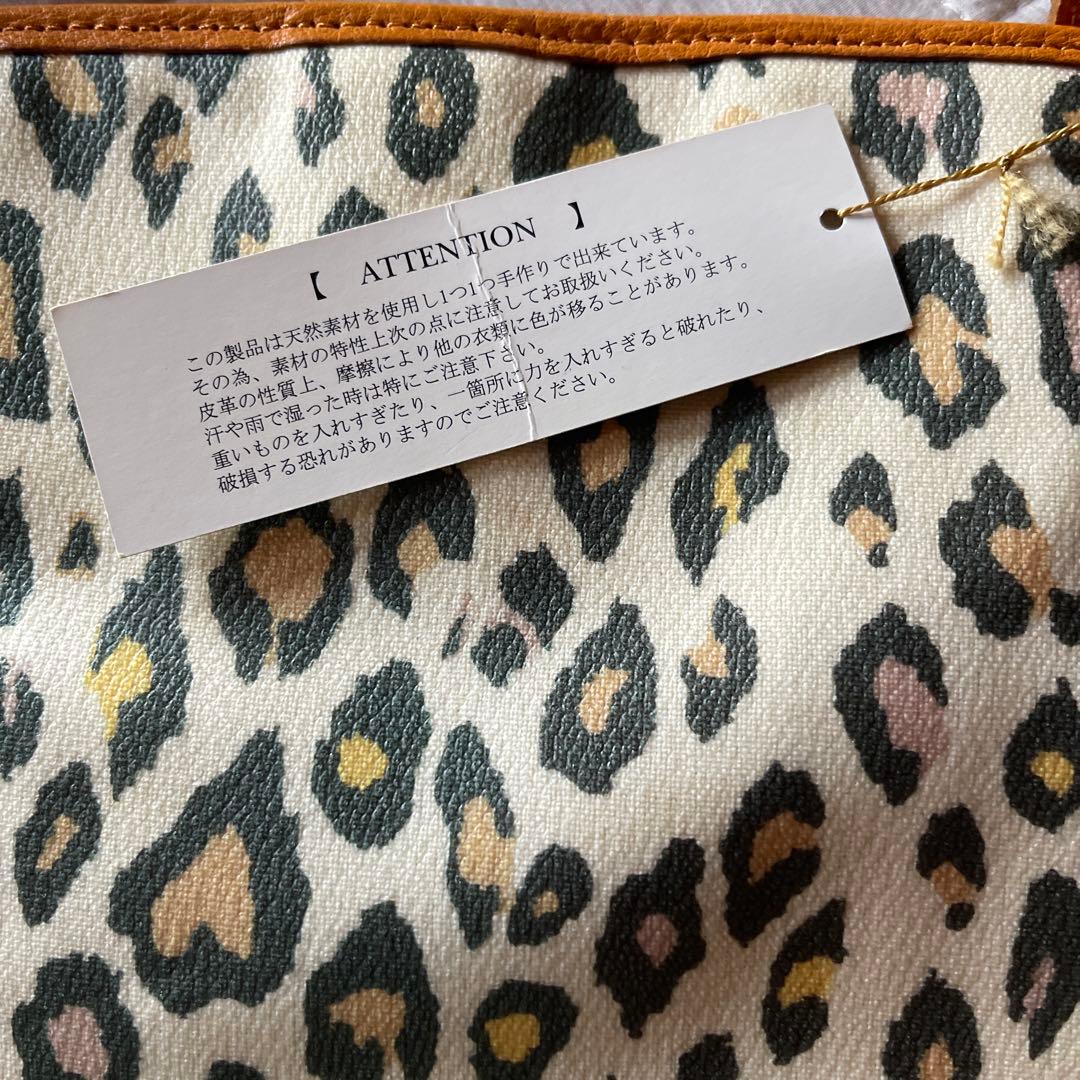 【 ATTENTION 】
この製品は天然素材を使用し1つ1つ手作りで出来ています。
その為、素材の特性上次の点に注意してお取扱いください。
皮革の性質上、摩擦により他の衣類に色が移ることがあります。
汗や雨で湿った時は特にご注意下さい。
重いものを入れすぎたり、一箇所に力を入れすぎると破れたり、
破損する恐れがありますのでご注意ください。